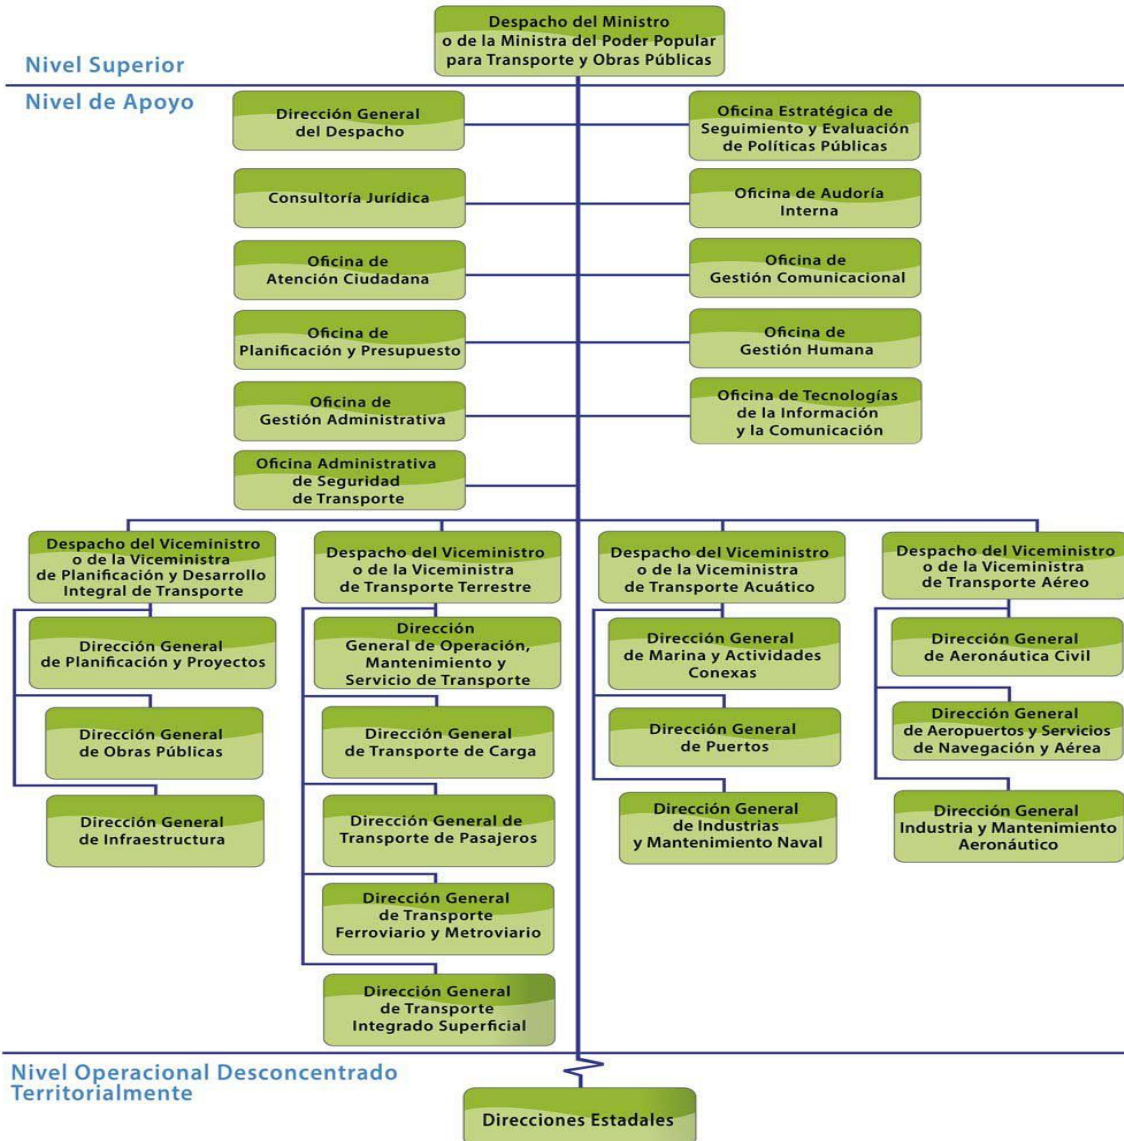 Despacho del Ministro
o de la Ministra del Poder Popular
para Transporte y Obras Públicas
Nivel Superior
Nivel de Apoyo
Dirección General
del Despacho
Oficina Estratégica de
Seguimiento y Evaluación
de Políticas Públicas
Consultoría Jurídica
Oficina de Audoría
Interna
Oficina de
Atención Ciudadana
Oficina de
Gestión Comunicacional
Oficina de
Planificación y Presupuesto
Oficina de
Gestión Humana
Oficina de
Gestión Administrativa
Oficina de Tecnologías
de la Información
y la Comunicación
Oficina Administrativa
de Seguridad
de Transporte
Despacho del Viceministro
o de la Viceministra
de Planificación y Desarrollo
Integral de Transporte
Dirección General
de Planificación y Proyectos
Dirección General
de Obras Públicas
Dirección General
de Infraestructura
Despacho del Viceministro
o de la Viceministra
de Transporte Terrestre
Dirección
General de Operación,
Mantenimiento y
Servicio de Transporte
Dirección General
de Transporte de Carga
Dirección General de
Transporte de Pasajeros
Dirección General
de Transporte
Ferroviario y Metroviario
Dirección General
de Transporte
Integrado Superficial
Despacho del Viceministro
o de la Viceministra
de Transporte Acuático
Dirección General
de Marina y Actividades
Conexas
Dirección General
de Puertos
Dirección General
de Industrias
y Mantenimiento Naval
Despacho del Viceministro
o de la Viceministra
de Transporte Aéreo
Dirección General
de Aeronáutica Civil
Dirección General
de Aeropuertos y Servicios
de Navegación y Aérea
Dirección General
Industria y Mantenimiento
Aeronáutico
Nivel Operacional Desconcentrado
Territorialmente
Direcciones Estadales